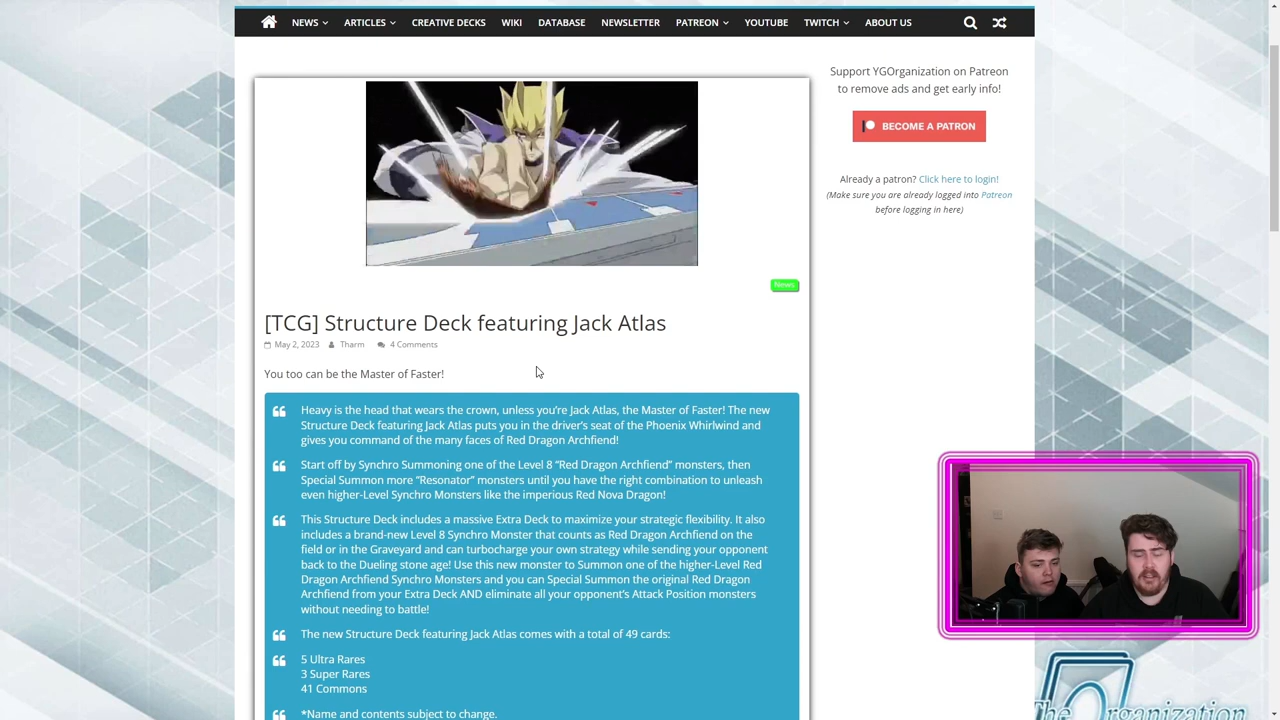 NEWS ARTICLES CREATIVE DECKS WIKI DATABASE NEWSLETTER PATREON YOUTUBE TWITCH ABOUT US
Support YGOrganization on Patreon
to remove ads and get early info!
BECOME A PATRON
Already a patron? Click here to login!
(Make sure you are already logged into Patreon
before logging in here)
News
[TCG] Structure Deck featuring Jack Atlas
May 2, 2023 Tharm 4 Comments
You too can be the Master of Faster!
Heavy is the head that wears the crown, unless you’re Jack Atlas, the Master of Faster! The new
Structure Deck featuring Jack Atlas puts you in the driver’s seat of the Phoenix Whirlwind and
gives you command of the many faces of Red Dragon Archfiend!
Start off by Synchro Summoning one of the Level 8 “Red Dragon Archfiend” monsters, then
Special Summon more “Resonator” monsters until you have the right combination to unleash
even higher-Level Synchro Monsters like the imperious Red Nova Dragon!
This Structure Deck includes a massive Extra Deck to maximize your strategic flexibility. It also
includes a brand-new Level 8 Synchro Monster that counts as Red Dragon Archfiend on the
field or in the Graveyard and can turbocharge your own strategy while sending your opponent
back to the Dueling stone age! Use this new monster to Summon one of the higher-Level Red
Dragon Archfiend Synchro Monsters and you can Special Summon the original Red Dragon
Archfiend from your Extra Deck AND eliminate all your opponent’s Attack Position monsters
without needing to battle!
The new Structure Deck featuring Jack Atlas comes with a total of 49 cards:
5 Ultra Rares
3 Super Rares
41 Commons
*Name and contents subject to change.
The Organization